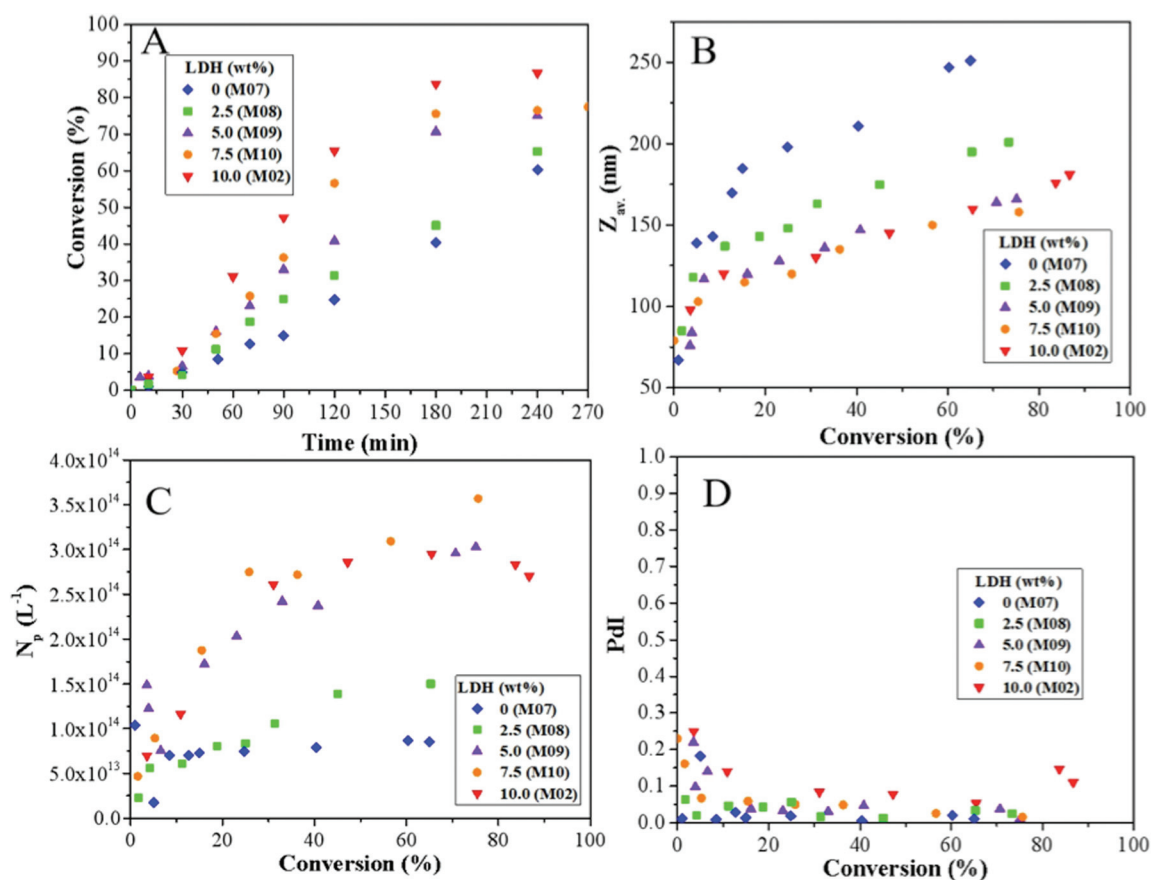 A
LDH (wt%)
0 (M07)
2.5 (M08)
5.0 (M09)
7.5 (M10)
10.0 (M02)
Conversion (%)
100
90
80
70
60
50
40
30
20
10
0
0 30 60 90 120 150 180 210 240 270
Time (min)
B
LDH (wt%)
0 (M07)
2.5 (M08)
5.0 (M09)
7.5 (M10)
10.0 (M02)
Zav. (nm)
250
200
150
100
50
0 20 40 60 80 100
Conversion (%)
C
LDH (wt%)
0 (M07)
2.5 (M08)
5.0 (M09)
7.5 (M10)
10.0 (M02)
Np (L-1)
4.0x10^14
3.5x10^14
3.0x10^14
2.5x10^14
2.0x10^14
1.5x10^14
1.0x10^14
5.0x10^13
0.0
0 20 40 60 80 100
Conversion (%)
D
LDH (wt%)
0 (M07)
2.5 (M08)
5.0 (M09)
7.5 (M10)
10.0 (M02)
PdI
1.0
0.9
0.8
0.7
0.6
0.5
0.4
0.3
0.2
0.1
0.0
0 20 40 60 80 100
Conversion (%)